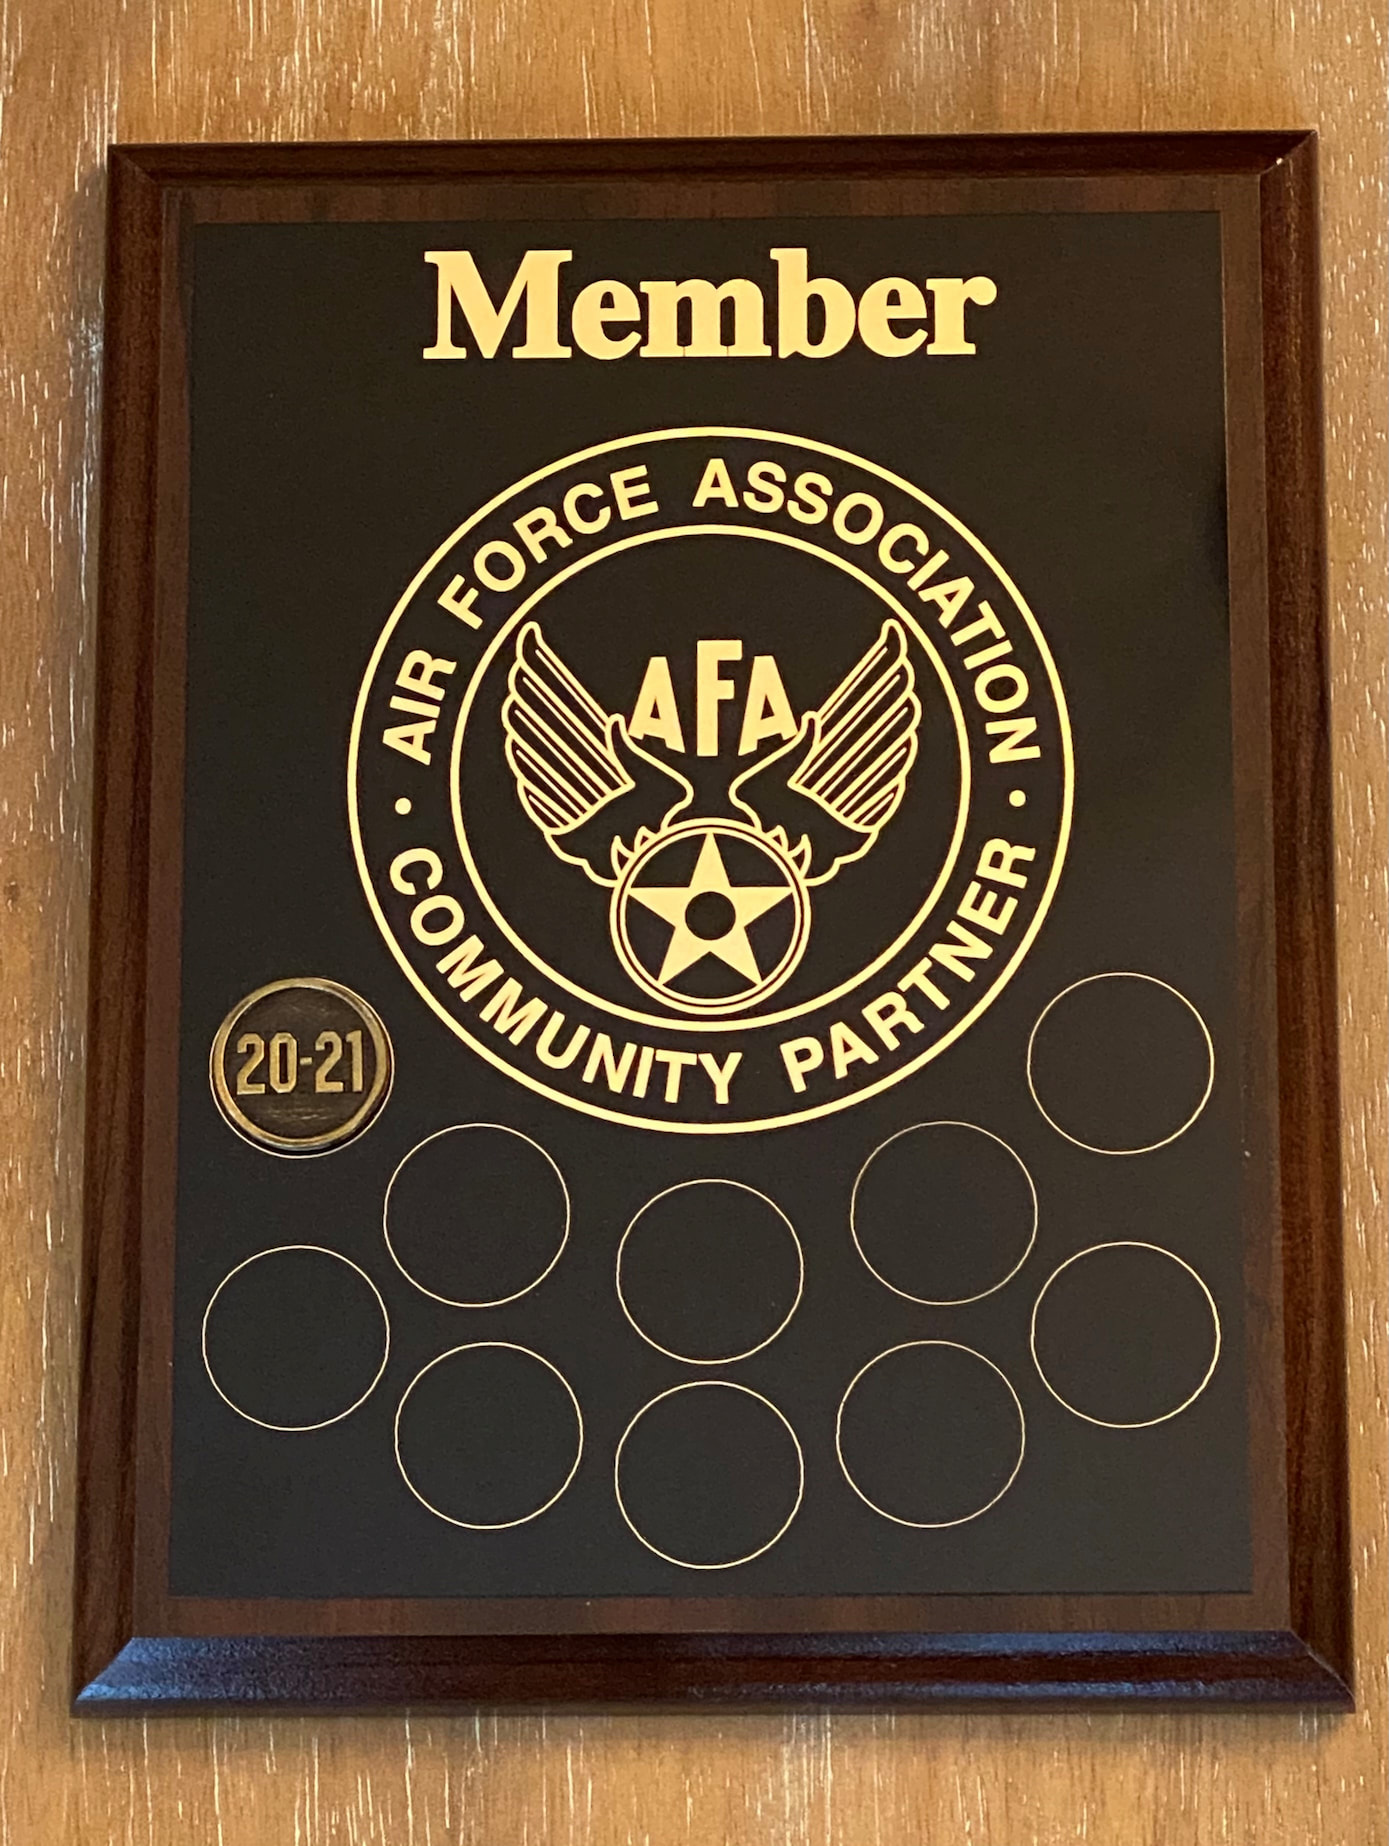 Member
AIR FORCE ASSOCIATION
AFA
• COMMUNITY PARTNER •
20-21